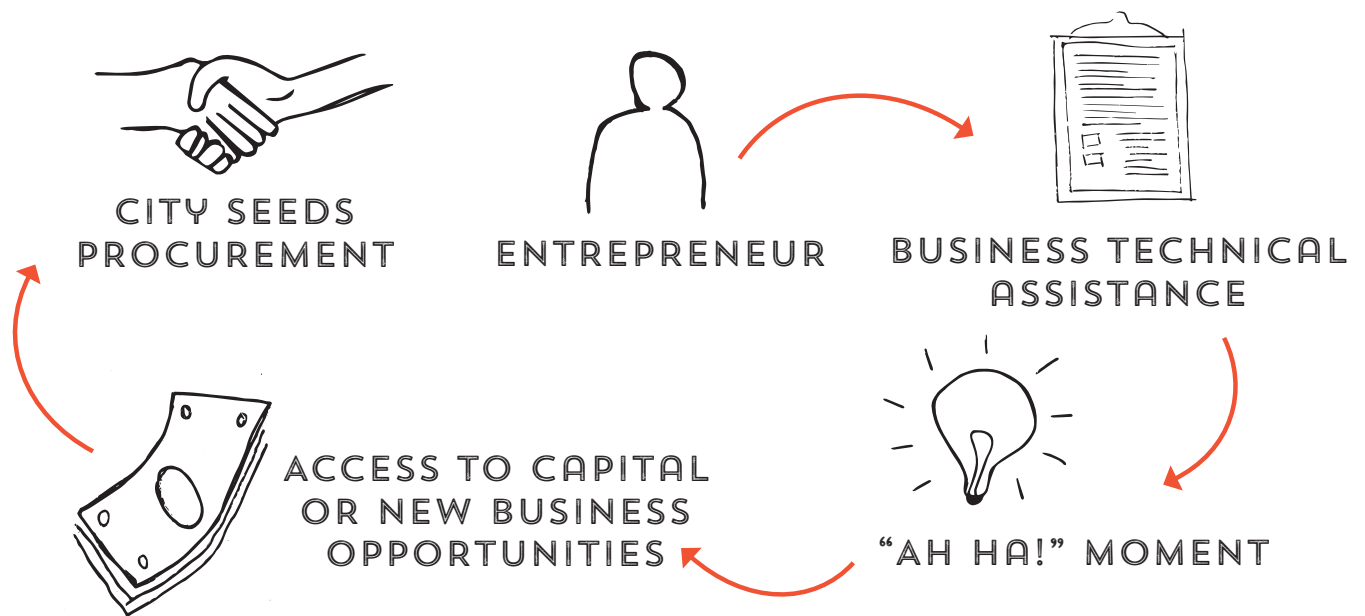 CITY SEEDS
PROCUREMENT
ENTREPRENEUR
BUSINESS TECHNICAL
ASSISTANCE
ACCESS TO CAPITAL
OR NEW BUSINESS
OPPORTUNITIES
“AH HA!” MOMENT